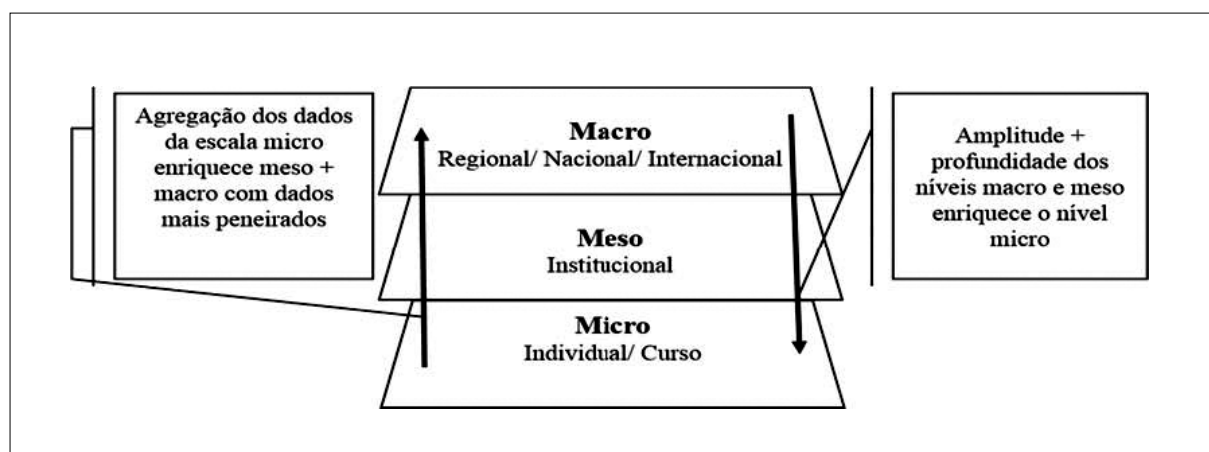 Agregação dos dados
da escala micro
enriquece meso +
macro com dados
mais peneirados
Macro
Regional/ Nacional/ Internacional
Meso
Institucional
Micro
Individual/ Curso
Amplitude +
profundidade dos
níveis macro e meso
enriquece o nível
micro